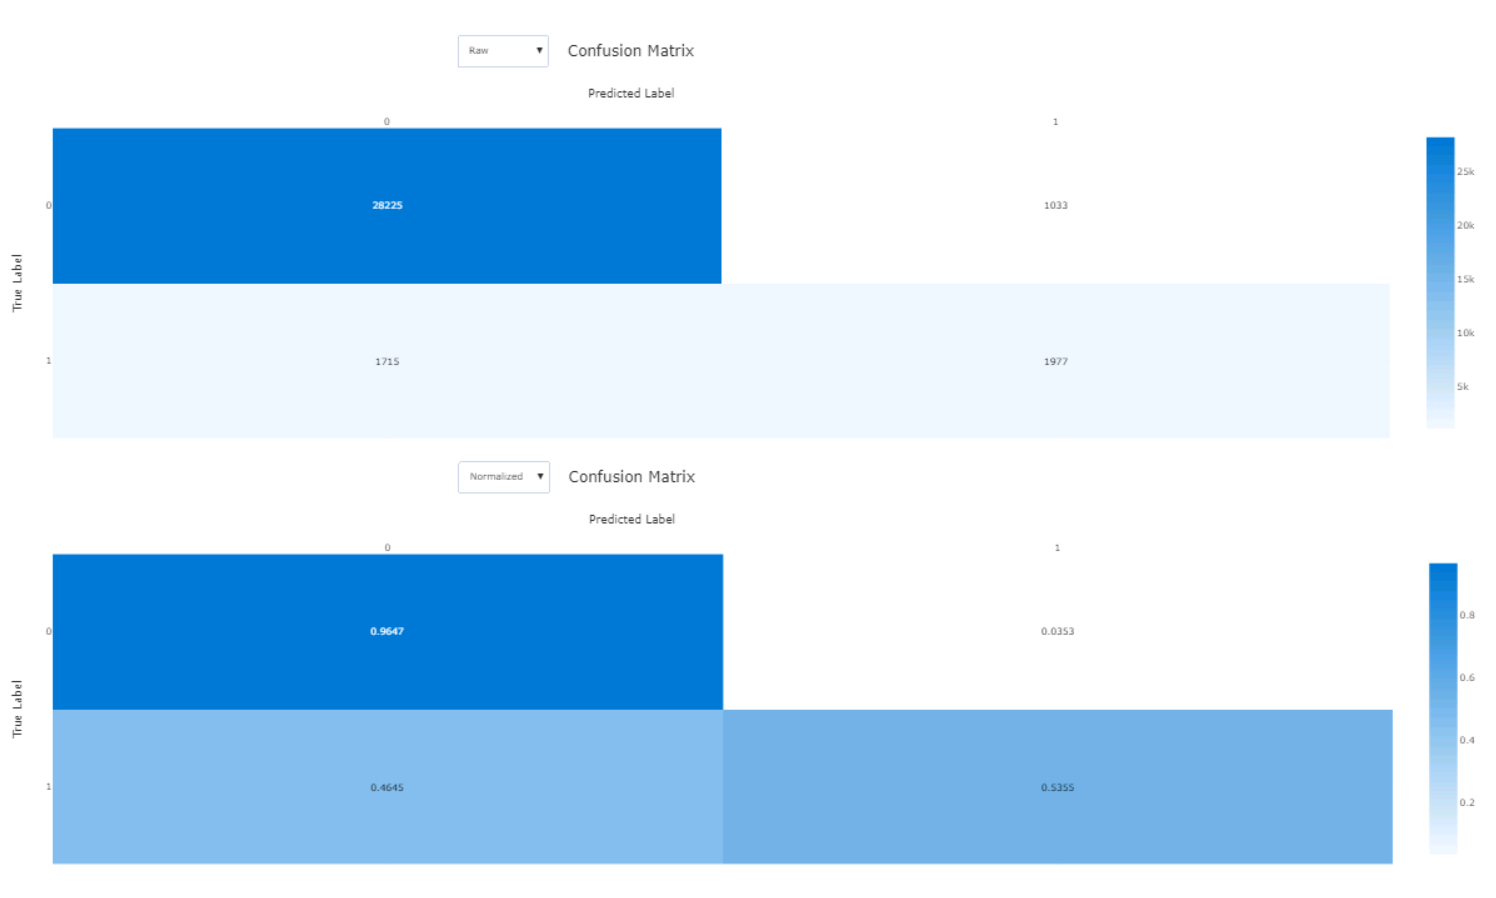 Raw ▼ Confusion Matrix
Predicted Label
0 1
25k
0 28225 1033
20k
True Label
15k
10k
1 1715 1977
5k
Normalized ▼ Confusion Matrix
Predicted Label
0 1
0.8
0 0.9647 0.0353
0.6
True Label
0.4
1 0.4645 0.5355
0.2